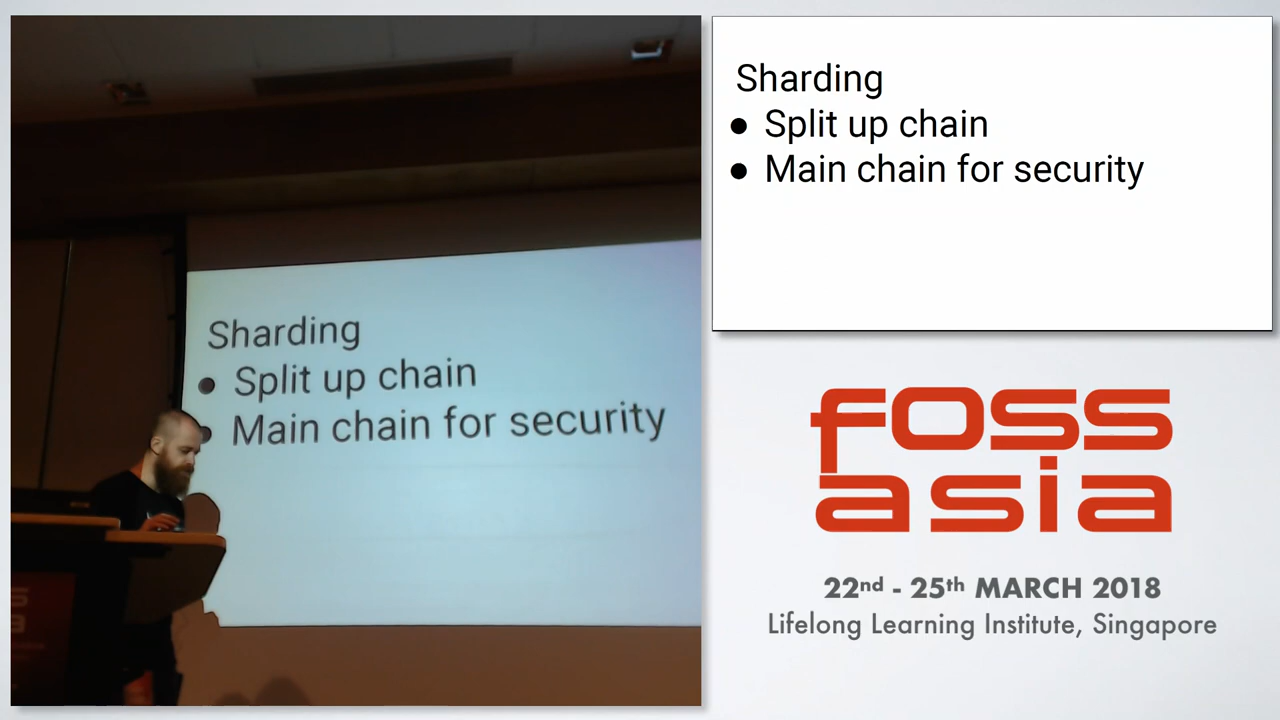 Sharding
● Split up chain
● Main chain for security
Sharding
● Split up chain
● Main chain for security
foss
asia
22nd - 25th MARCH 2018
Lifelong Learning Institute, Singapore